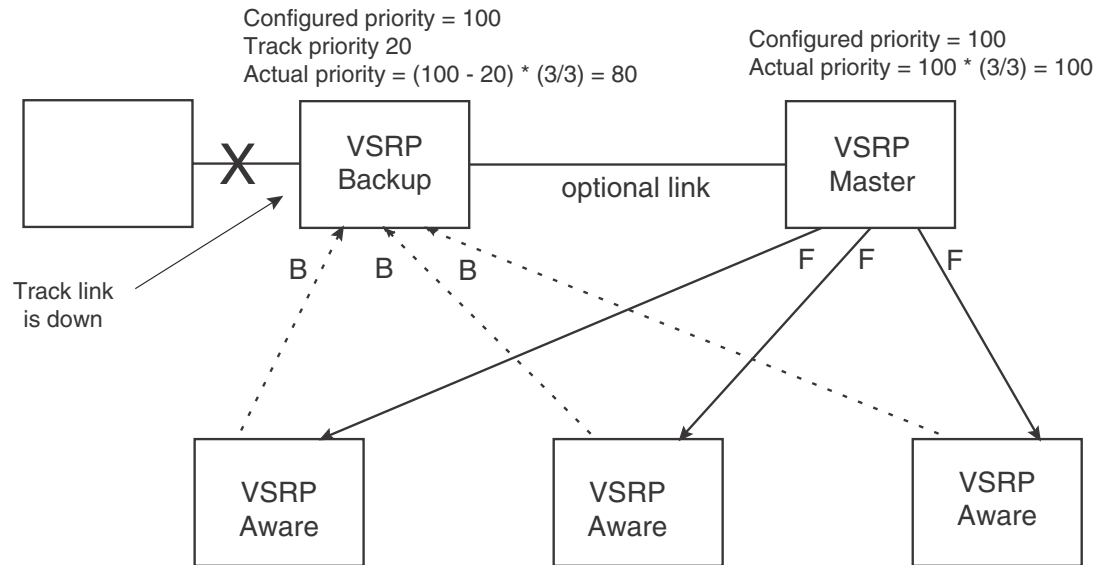 Configured priority = 100
Track priority 20
Actual priority = (100 - 20) * (3/3) = 80
Configured priority = 100
Actual priority = 100 * (3/3) = 100
X
VSRP
Backup
optional link
VSRP
Master
B
B
B
F
F
F
Track link
is down
VSRP
Aware
VSRP
Aware
VSRP
Aware